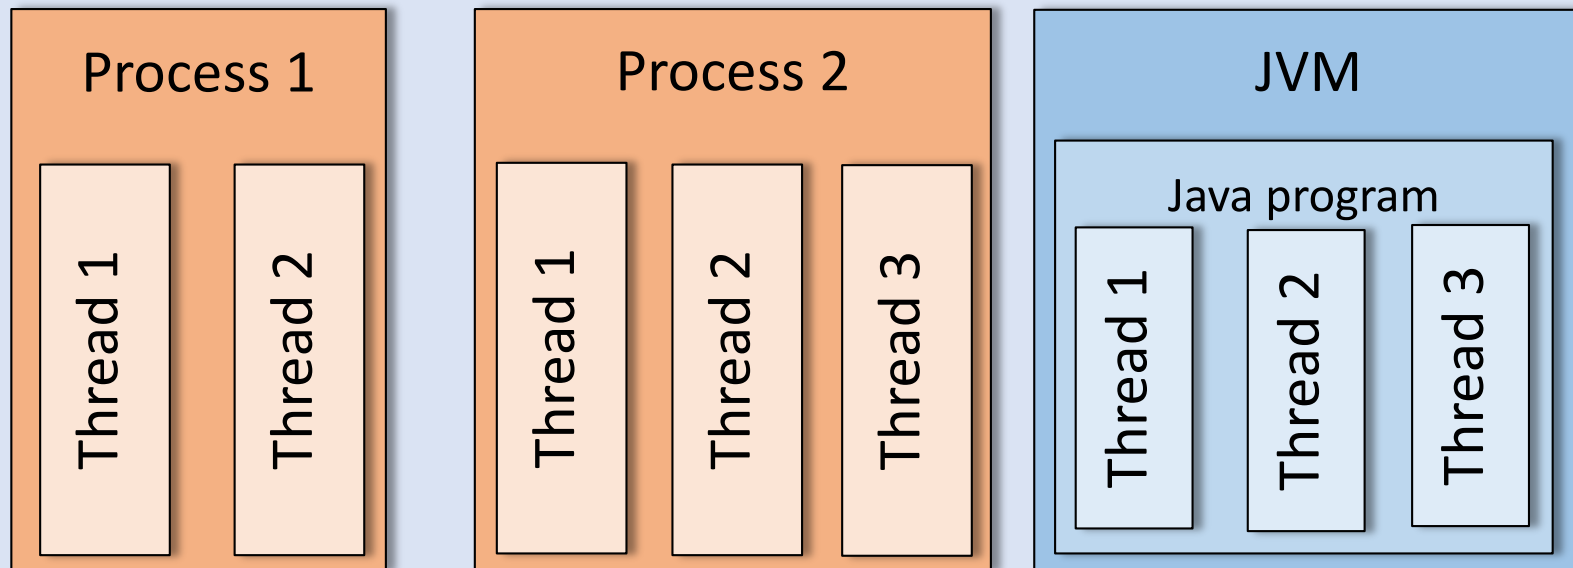 Process 1
Thread 1
Thread 2
Process 2
Thread 1
Thread 2
Thread 3
JVM
Java program
Thread 1
Thread 2
Thread 3